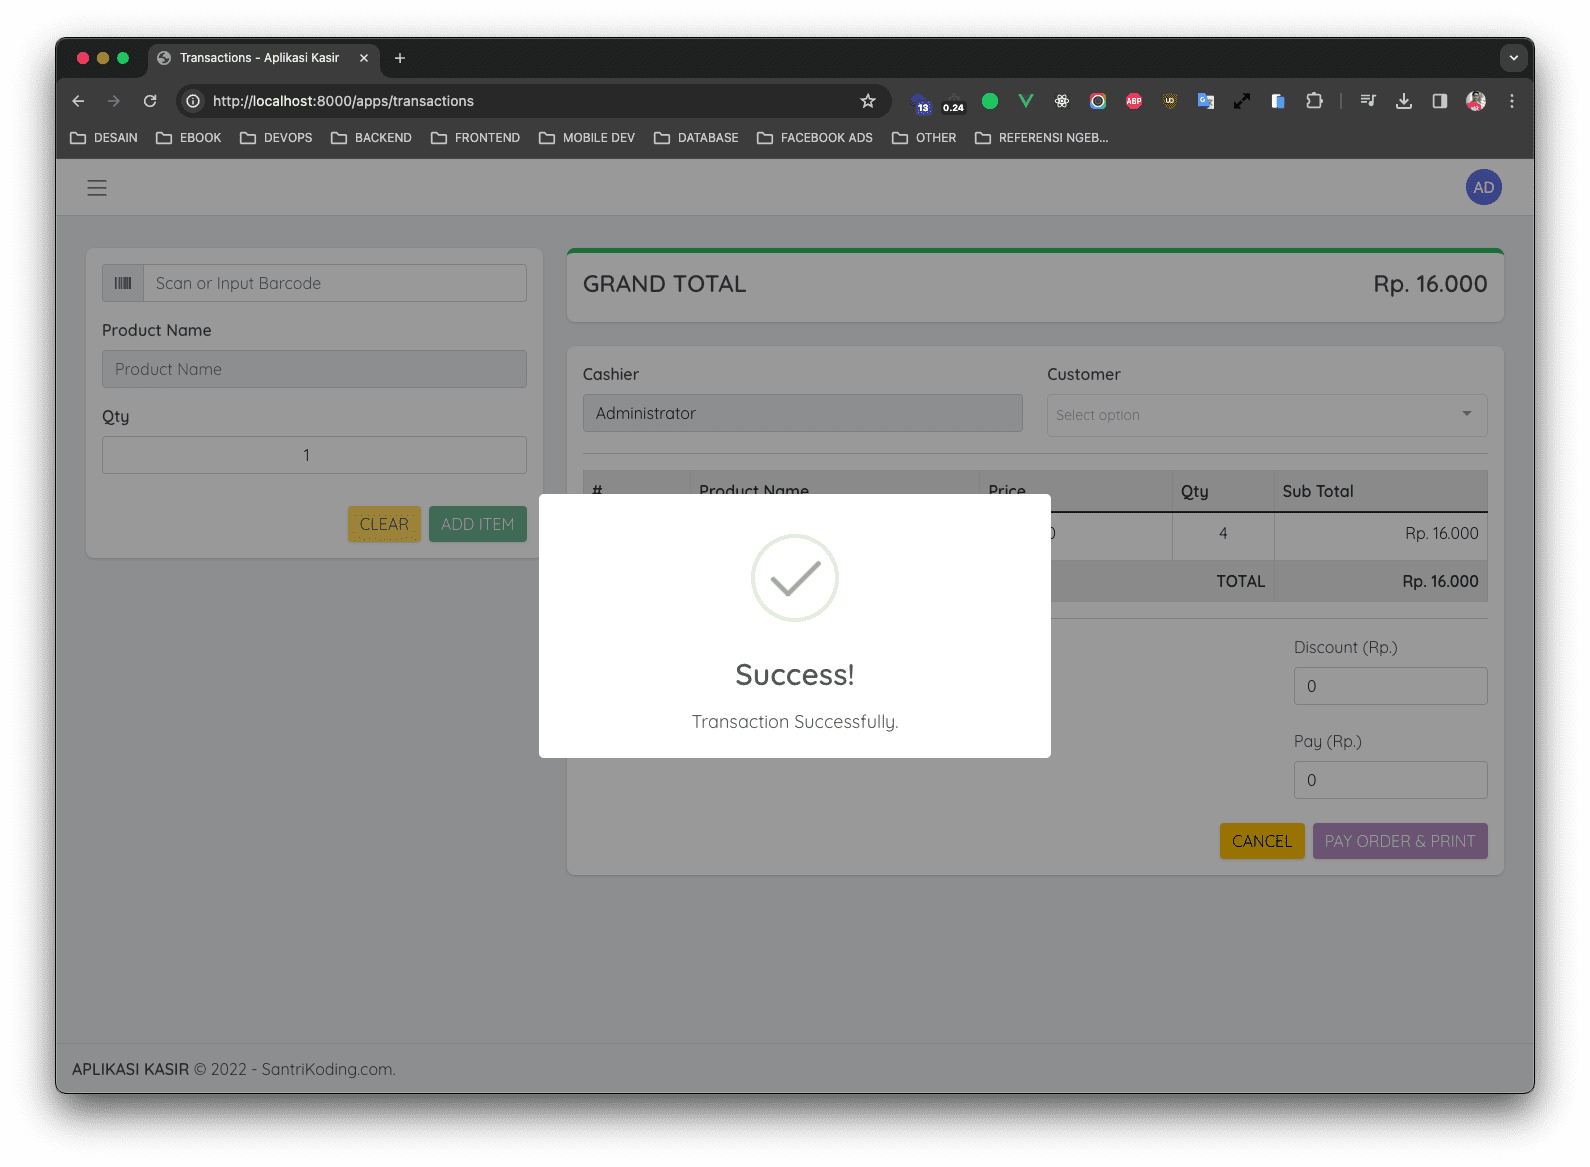 Transactions - Aplikasi Kasir
http://localhost:8000/apps/transactions
13
0.24
ABP
DESAIN
EBOOK
DEVOPS
BACKEND
FRONTEND
MOBILE DEV
DATABASE
FACEBOOK ADS
OTHER
REFERENSI NGEB...
AD
Scan or Input Barcode
Product Name
Product Name
Qty
1
CLEAR
ADD ITEM
GRAND TOTAL
Rp. 16.000
Cashier
Administrator
Customer
Select option
# Product Name Price Qty Sub Total
4 Rp. 16.000
TOTAL Rp. 16.000
Success!
Transaction Successfully.
Discount (Rp.)
0
Pay (Rp.)
0
CANCEL
PAY ORDER & PRINT
APLIKASI KASIR © 2022 - SantriKoding.com.